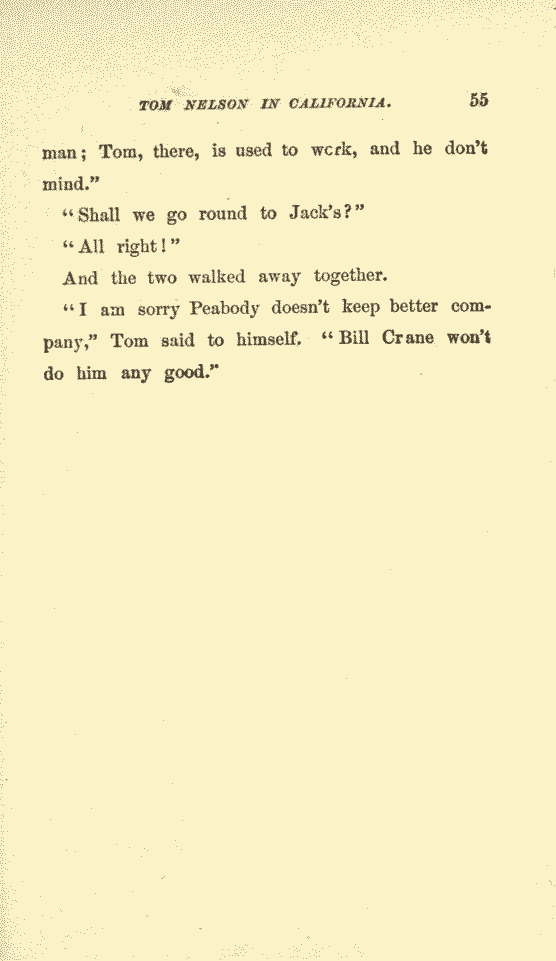 TOM NELSON IN CALIFORNIA. 55
man; Tom, there, is used to work, and he don't
mind."
"Shall we go round to Jack's?"
"All right!"
And the two walked away together.
"I am sorry Peabody doesn't keep better com-
pany," Tom said to himself. "Bill Crane won't
do him any good."